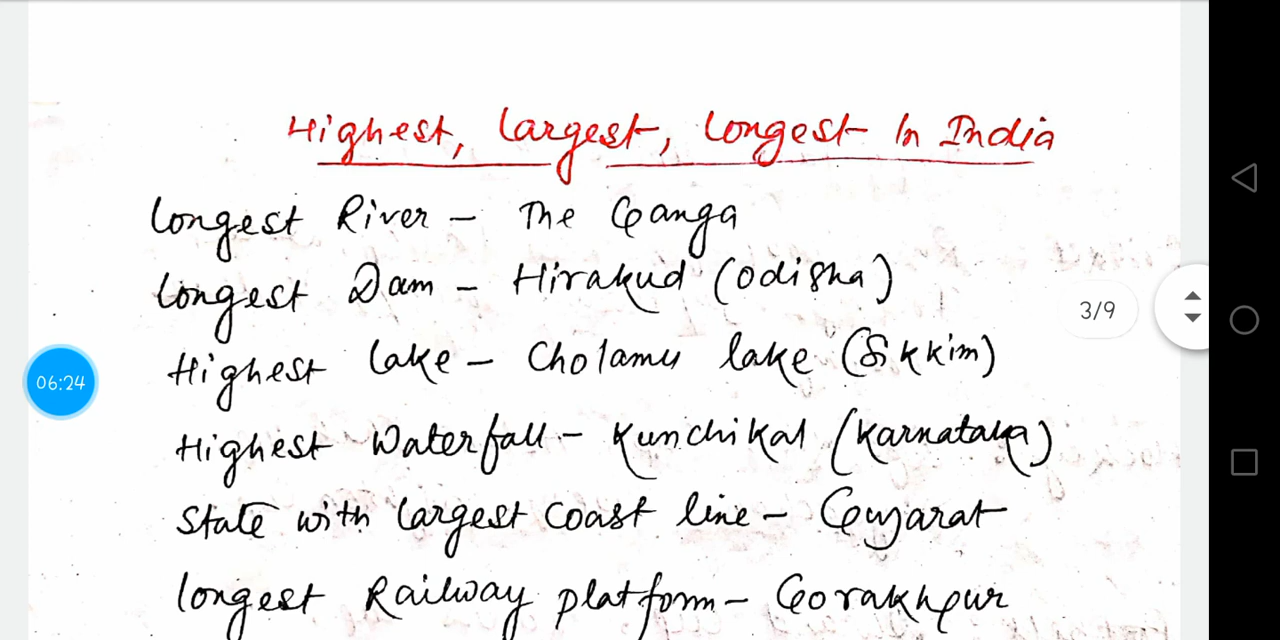 Highest, Largest, Longest In India
Longest River – The Ganga
Longest Dam – Hirakud (Odisha)
Highest Lake – Cholamu lake (Sikkim)
3/9
06:24
Highest Waterfall – Kunchikal (Karnataka)
State with largest coast line – Gujarat
longest Railway platform – Gorakhpur